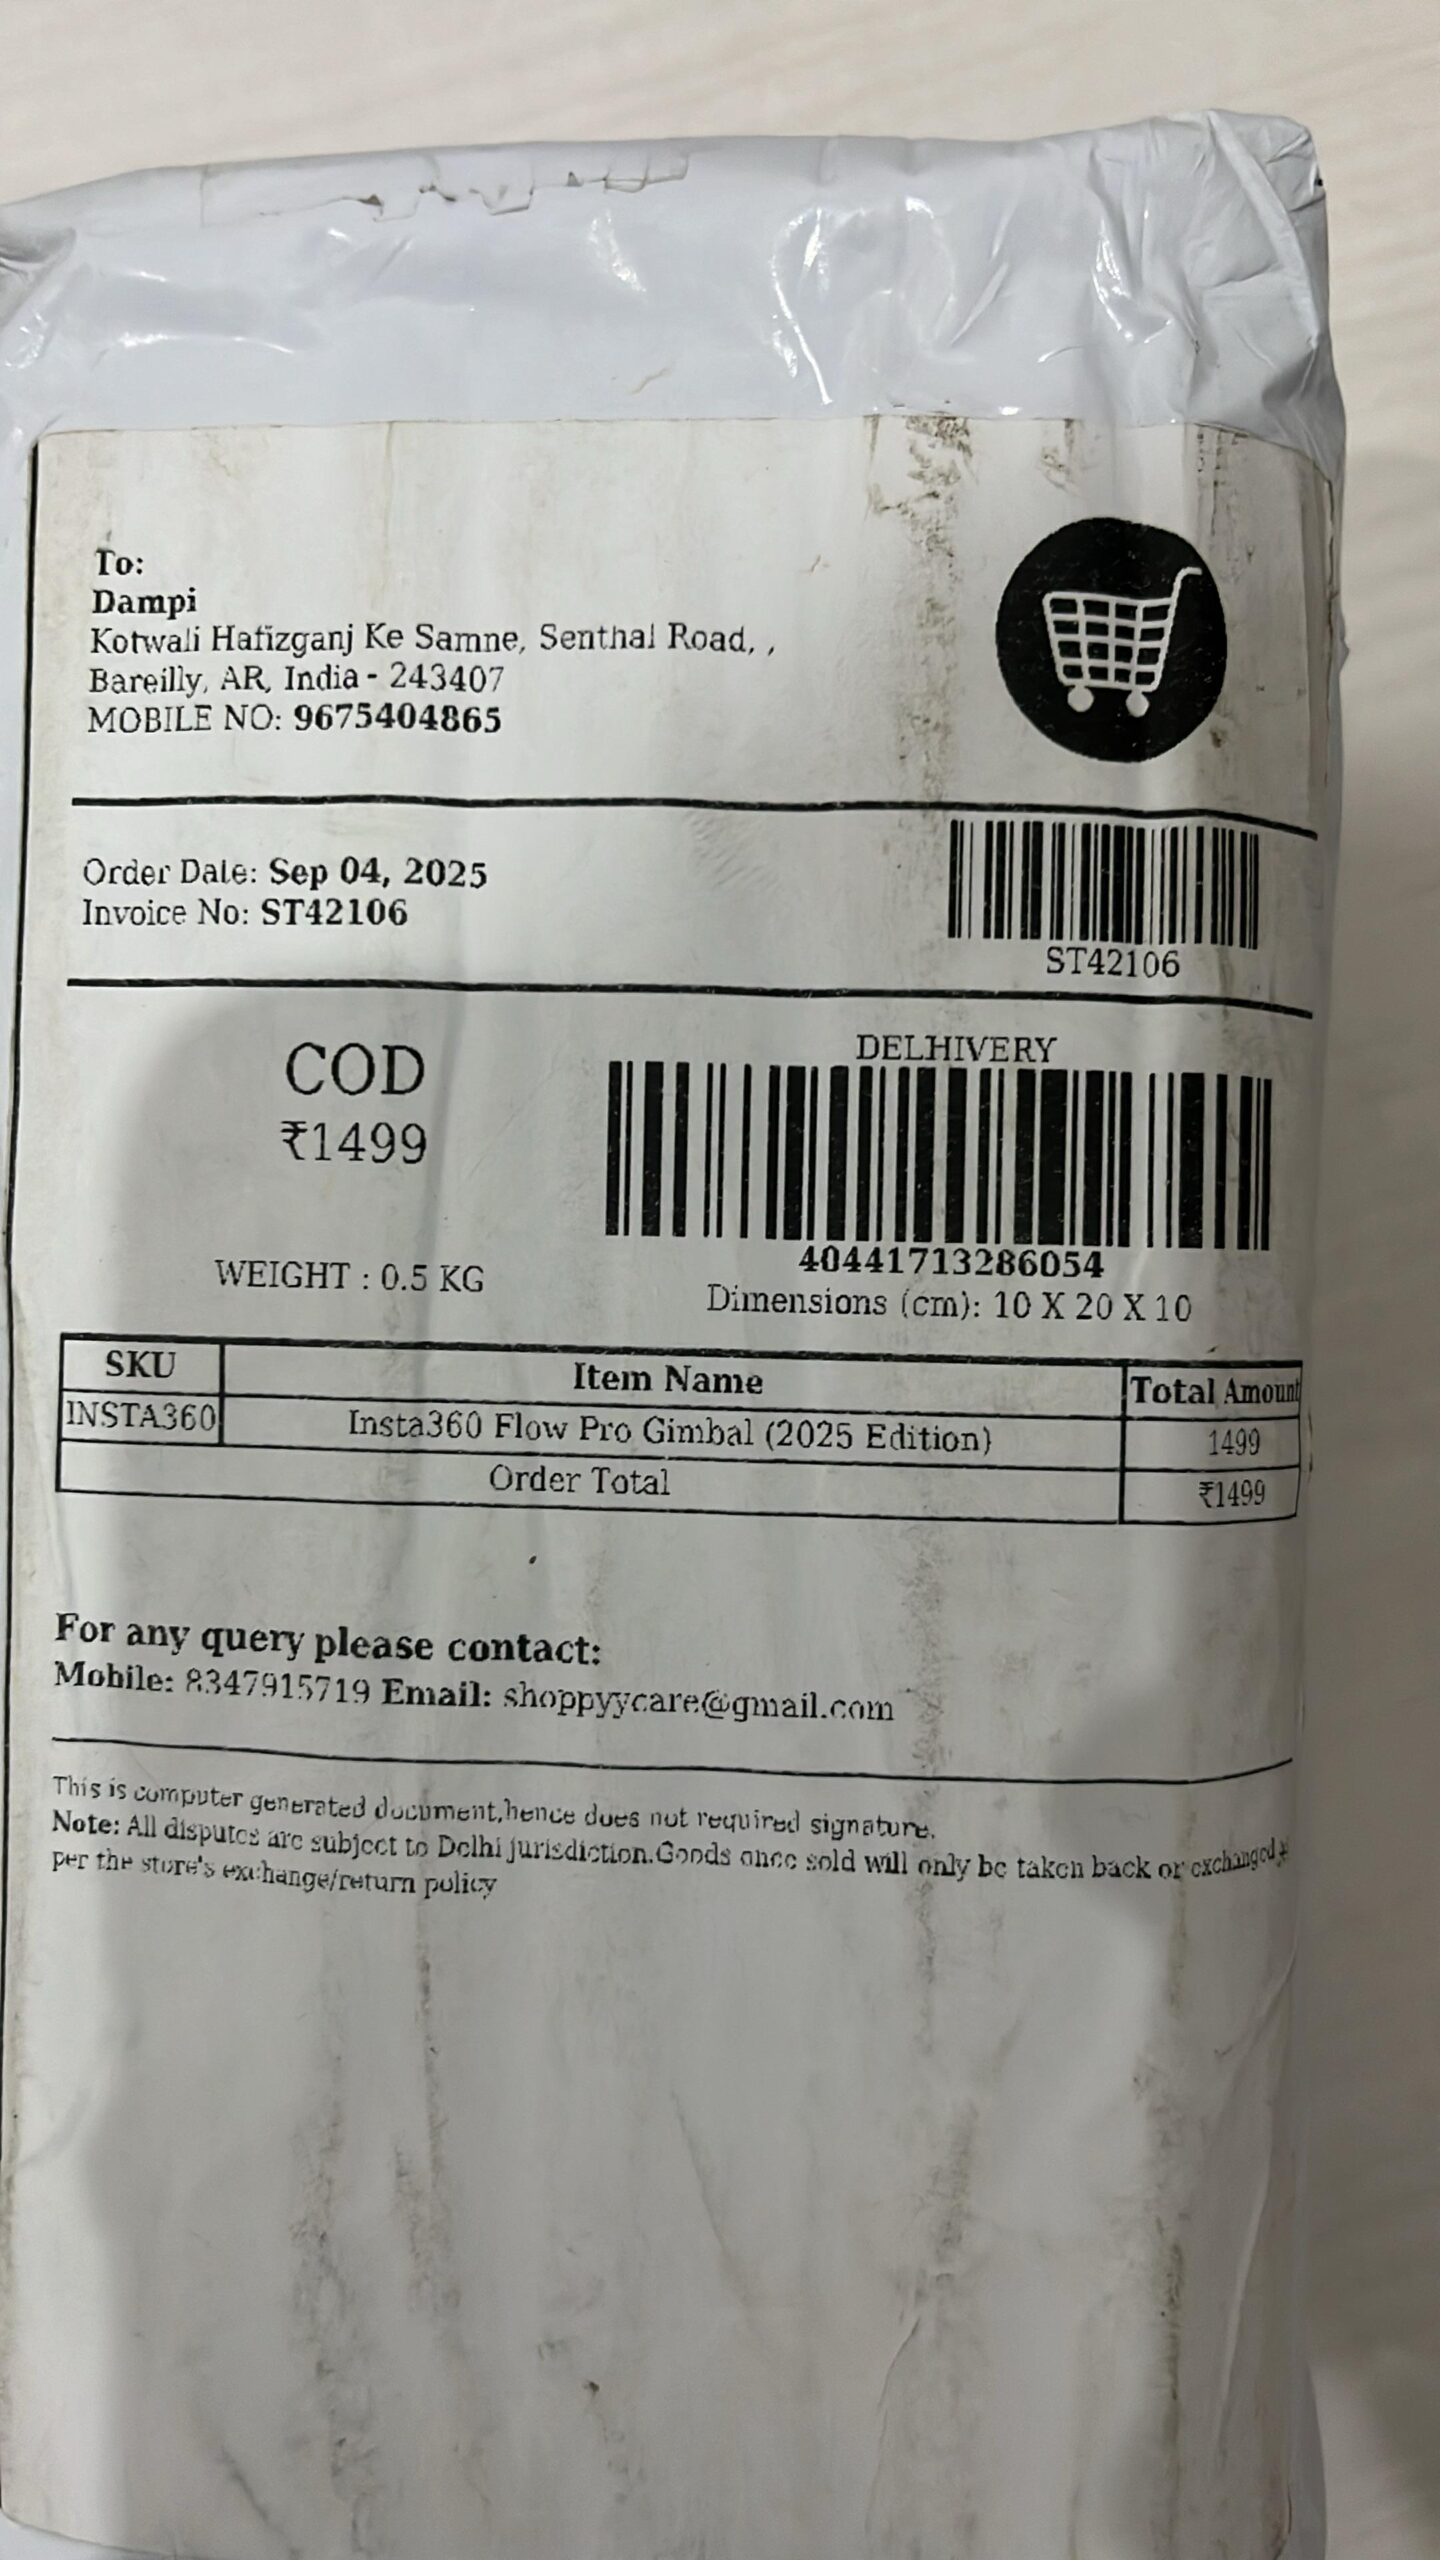 To:
Dampi
Kotwali Hafizganj Ke Samne, Senthal Road, ,
Bareilly, AR, India - 243407
MOBILE NO: 9675404865
Order Date: Sep 04, 2025
Invoice No: ST42106
ST42106
COD
₹1499
WEIGHT : 0.5 KG
DELHIVERY
40441713286054
Dimensions (cm): 10 X 20 X 10
SKU Item Name Total Amount
INSTA360 Insta360 Flow Pro Gimbal (2025 Edition) 1499
Order Total ₹1499
For any query please contact:
Mobile: 8347915719 Email: shoppyycare@gmail.com
This is computer generated document,hence does not required signature.
Note: All disputes are subject to Delhi jurisdiction.Goods once sold will only be taken back or exchanged
per the store's exchange/return policy